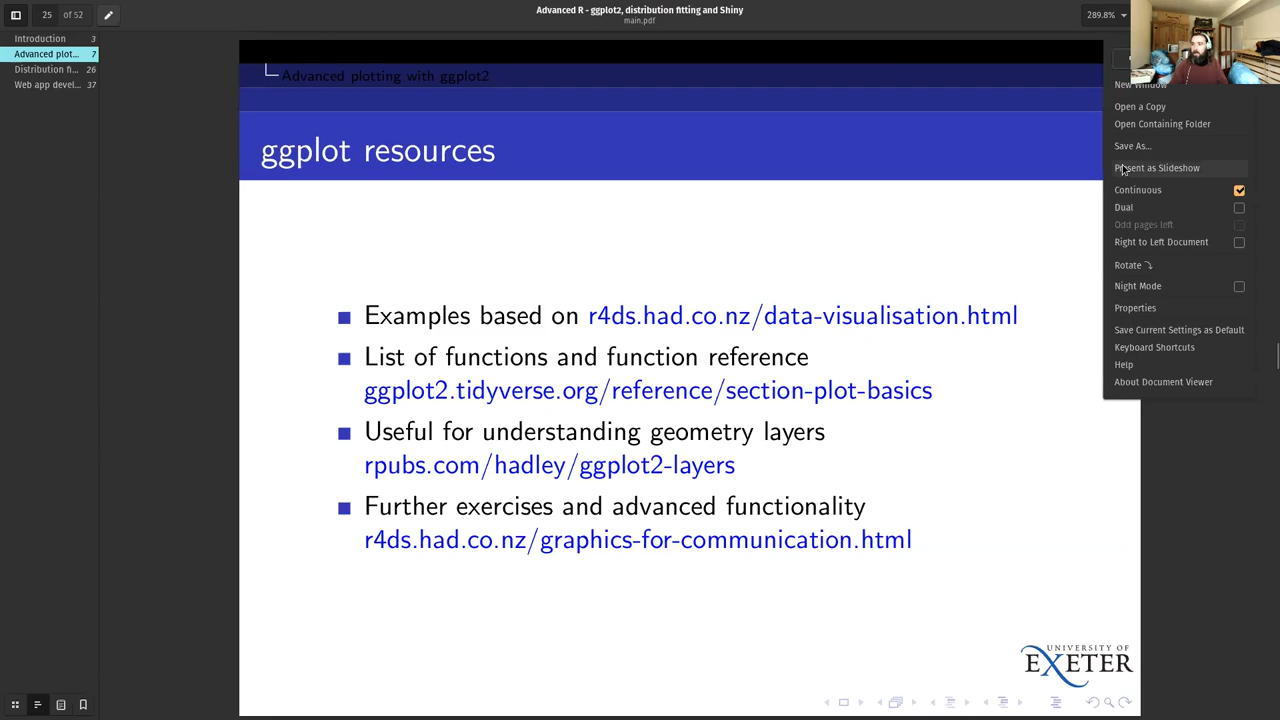 25 of 52
Advanced R - ggplot2, distribution fitting and Shiny
main.pdf
289.8%
Introduction 3
Advanced plot... 7
Distribution fi... 26
Web app devel... 37
Advanced plotting with ggplot2
ggplot resources
Examples based on r4ds.had.co.nz/data-visualisation.html
List of functions and function reference
ggplot2.tidyverse.org/reference/section-plot-basics
Useful for understanding geometry layers
rpubs.com/hadley/ggplot2-layers
Further exercises and advanced functionality
r4ds.had.co.nz/graphics-for-communication.html
UNIVERSITY OF
EXETER
New Window
Open a Copy
Open Containing Folder
Save As...
Present as Slideshow
Continuous
Dual
Odd pages left
Right to Left Document
Rotate
Night Mode
Properties
Save Current Settings as Default
Keyboard Shortcuts
Help
About Document Viewer